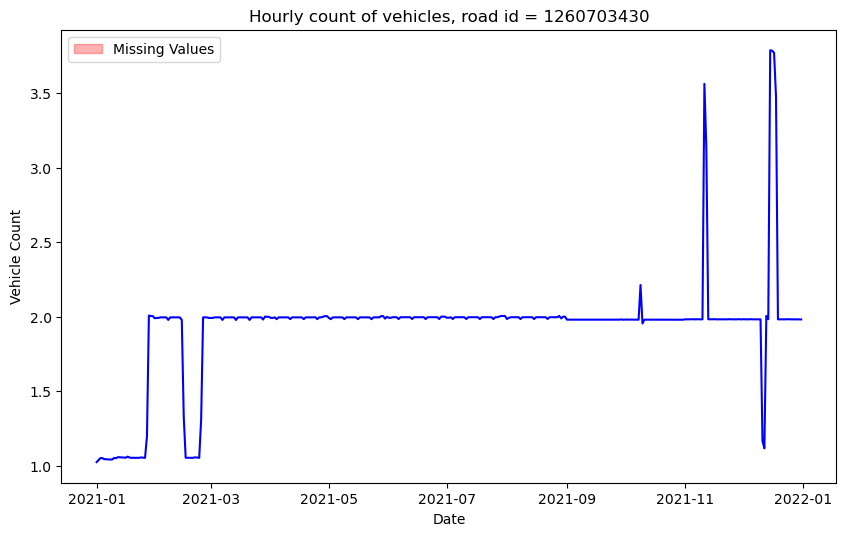 Hourly count of vehicles, road id = 1260703430
Missing Values
Vehicle Count
3.5
3.0
2.5
2.0
1.5
1.0
2021-01 2021-03 2021-05 2021-07 2021-09 2021-11 2022-01
Date